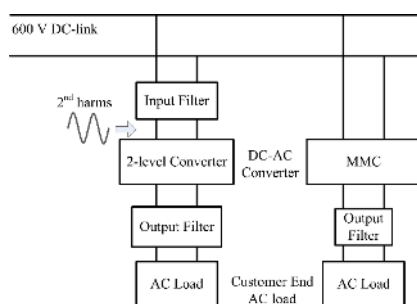 600 V DC-link
2nd harms
Input Filter
2-level Converter
DC-AC
Converter
MMC
Output Filter
Output
Filter
AC Load
Customer End
AC load
AC Load